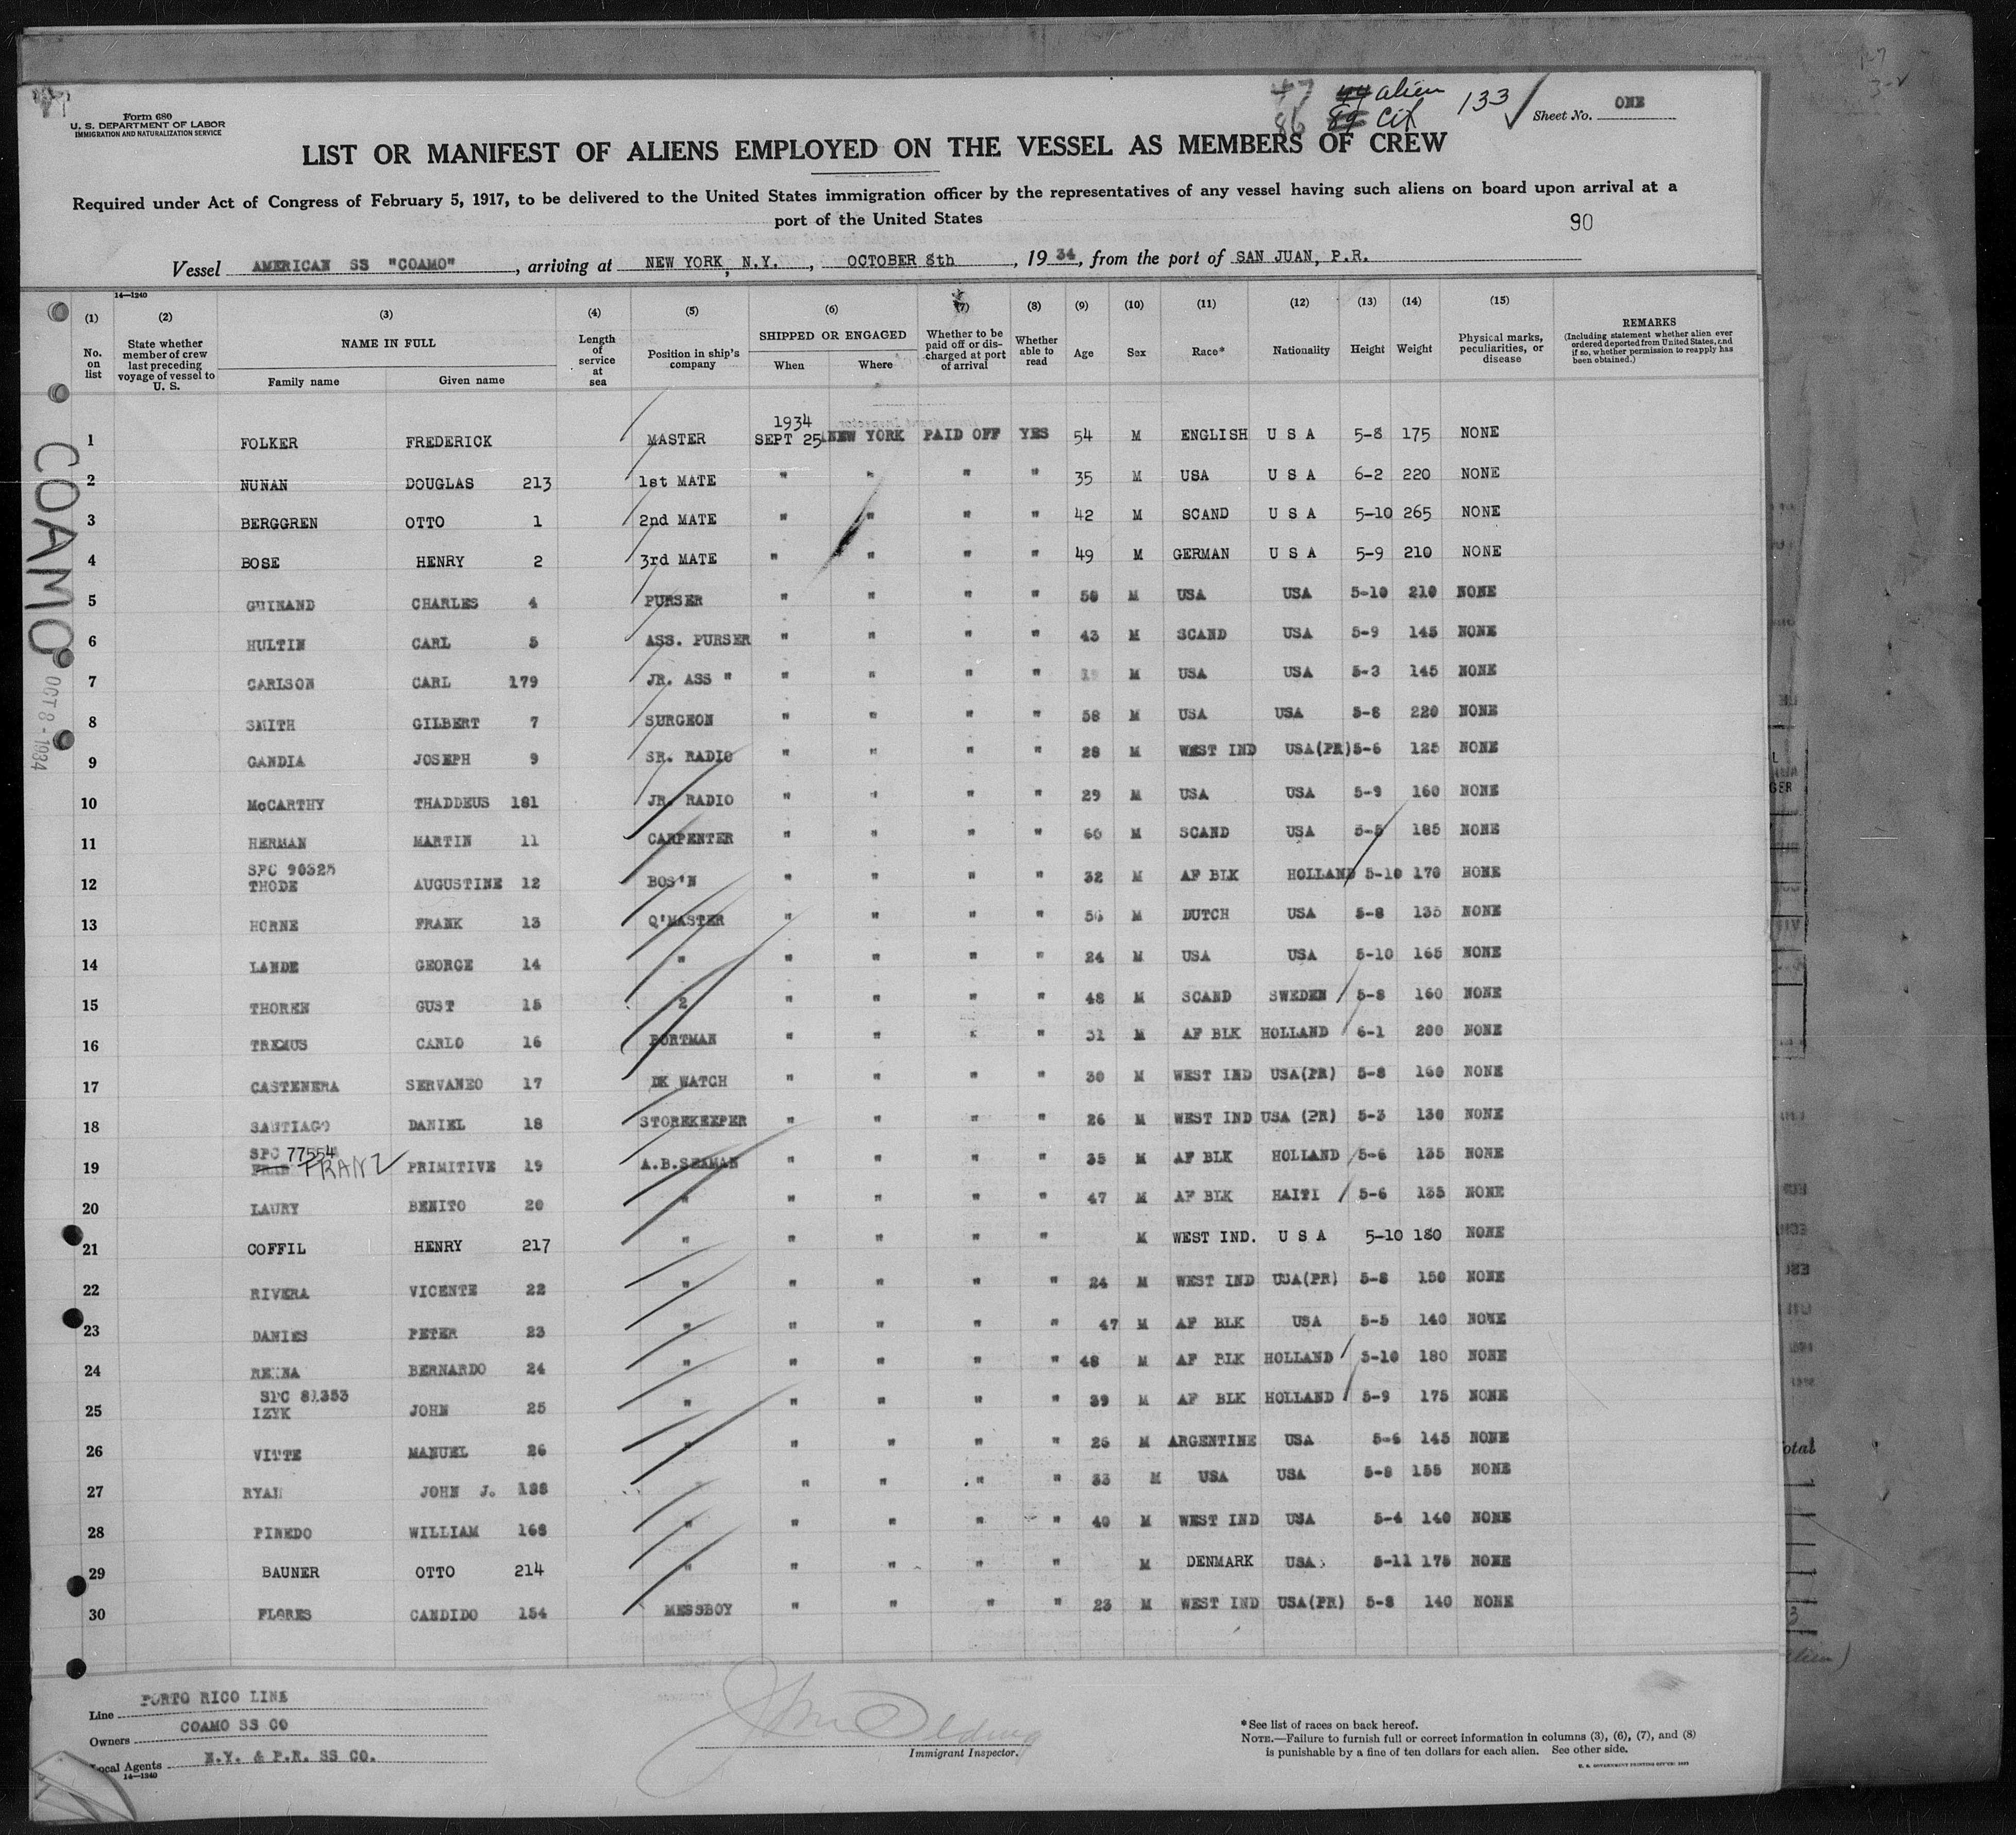 47 44 alien 133
86 89 cit
Form 680
U. S. DEPARTMENT OF LABOR
IMMIGRATION AND NATURALIZATION SERVICE
Sheet No. ONE
LIST OR MANIFEST OF ALIENS EMPLOYED ON THE VESSEL AS MEMBERS OF CREW
Required under Act of Congress of February 5, 1917, to be delivered to the United States immigration officer by the representatives of any vessel having such aliens on board upon arrival at a
port of the United States
90
Vessel AMERICAN SS "COAMO", arriving at NEW YORK, N.Y., OCTOBER 8th, 1934, from the port of SAN JUAN, P.R.
14—1240
(1) (2) (3) (4) (5) (6) (7) (8) (9) (10) (11) (12) (13) (14) (15)
No. on list
State whether member of crew last preceding voyage of vessel to U. S.
NAME IN FULL
Family name Given name
Length of service at sea
Position in ship's company
SHIPPED OR ENGAGED
When Where
Whether to be paid off or discharged at port of arrival
Whether able to read
Age
Sex
Race*
Nationality
Height
Weight
Physical marks, peculiarities, or disease
REMARKS
(Including statement whether alien ever ordered deported from United States, and if so, whether permission to reapply has been obtained.)
1934
1 FOLKER FREDERICK MASTER SEPT 25 NEW YORK PAID OFF YES 54 M ENGLISH U S A 5-8 175 NONE
2 NUNAN DOUGLAS 213 1st MATE " " " " 35 M USA U S A 6-2 220 NONE
3 BERGGREN OTTO 1 2nd MATE " " " " 42 M SCAND U S A 5-10 265 NONE
4 BOSE HENRY 2 3rd MATE " " " " 49 M GERMAN U S A 5-9 210 NONE
5 GUINAND CHARLES 4 PURSER " " " " 50 M USA USA 5-10 210 NONE
6 HULTIN CARL 5 ASS. PURSER " " " " 43 M SCAND USA 5-9 145 NONE
7 CARLSON CARL 179 JR. ASS " " " " " M USA USA 5-3 145 NONE
8 SMITH GILBERT 7 SURGEON " " " " 58 M USA USA 5-8 220 NONE
9 GANDIA JOSEPH 9 SR. RADIO " " " " 28 M WEST IND USA(PR) 5-6 125 NONE
10 McCARTHY THADDEUS 181 JR. RADIO " " " " 29 M USA USA 5-9 160 NONE
11 HERMAN MARTIN 11 CARPENTER " " " " 60 M SCAND USA 5-5 185 NONE
SPC 90325
12 THODE AUGUSTINE 12 BOS'N " " " " 32 M AF BLK HOLLAND 5-10 170 NONE
13 HORNE FRANK 13 Q'MASTER " " " " 56 M DUTCH USA 5-8 135 NONE
14 LANDE GEORGE 14 " " " " " 24 M USA USA 5-10 165 NONE
15 THOREN GUST 15 2 " " " " 48 M SCAND SWEDEN 5-8 160 NONE
16 TREMUS CARLO 16 PORTMAN " " " " 31 M AF BLK HOLLAND 6-1 200 NONE
17 CASTENERA SERVANEO 17 DK WATCH " " " " 30 M WEST IND USA(PR) 5-8 160 NONE
18 SANTIAGO DANIEL 18 STOREKEEPER " " " " 26 M WEST IND USA (PR) 5-3 130 NONE
SPC 77554
19 FRANZ PRIMITIVE 19 A.B.SEAMAN " " " " 35 M AF BLK HOLLAND 5-6 135 NONE
20 LAURY BENITO 20 " " " " " 47 M AF BLK HAITI 5-6 135 NONE
21 COFFIL HENRY 217 " " " " " M WEST IND. U S A 5-10 180 NONE
22 RIVERA VICENTE 22 " " " " " 24 M WEST IND USA(PR) 5-8 150 NONE
23 DANIES PETER 23 " " " " " 47 M AF BLK USA 5-5 140 NONE
24 REINA BERNARDO 24 " " " " " 48 M AF BLK HOLLAND 5-10 180 NONE
SPC 81353
25 IZYK JOHN 25 " " " " " 39 M AF BLK HOLLAND 5-9 175 NONE
26 VITTE MANUEL 26 " " " " " 26 M ARGENTINE USA 5-6 145 NONE
27 RYAN JOHN J. 188 " " " " " 33 M USA USA 5-8 155 NONE
28 PINEDO WILLIAM 168 " " " " " 40 M WEST IND USA 5-4 140 NONE
29 BAUNER OTTO 214 " " " " " M DENMARK USA 5-11 175 NONE
30 FLORES CANDIDO 154 MESSBOY " " " " 23 M WEST IND USA(PR) 5-8 140 NONE
COAMO
OCT 8 - 1934
Line PORTO RICO LINE
Owners COAMO SS CO
Local Agents N.Y. & P.R. SS CO.
14—1240
Immigrant Inspector.
*See list of races on back hereof.
NOTE.—Failure to furnish full or correct information in columns (3), (6), (7), and (8)
is punishable by a fine of ten dollars for each alien. See other side.